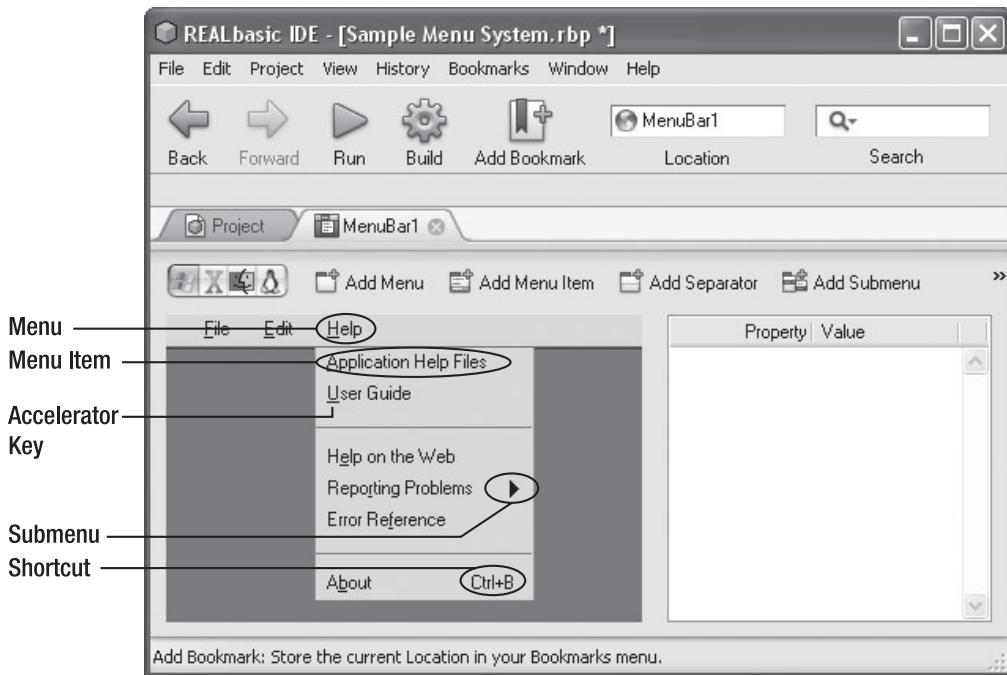 REALbasic IDE - [Sample Menu System.rbp *]
File Edit Project View History Bookmarks Window Help
MenuBar1
Back Forward Run Build Add Bookmark Location Search
Project MenuBar1
Add Menu Add Menu Item Add Separator Add Submenu »
Menu
File Edit Help
Property Value
Menu Item
Application Help Files
User Guide
Accelerator
Key
Help on the Web
Reporting Problems
Error Reference
Submenu
Shortcut
About Ctrl+B
Add Bookmark: Store the current Location in your Bookmarks menu.